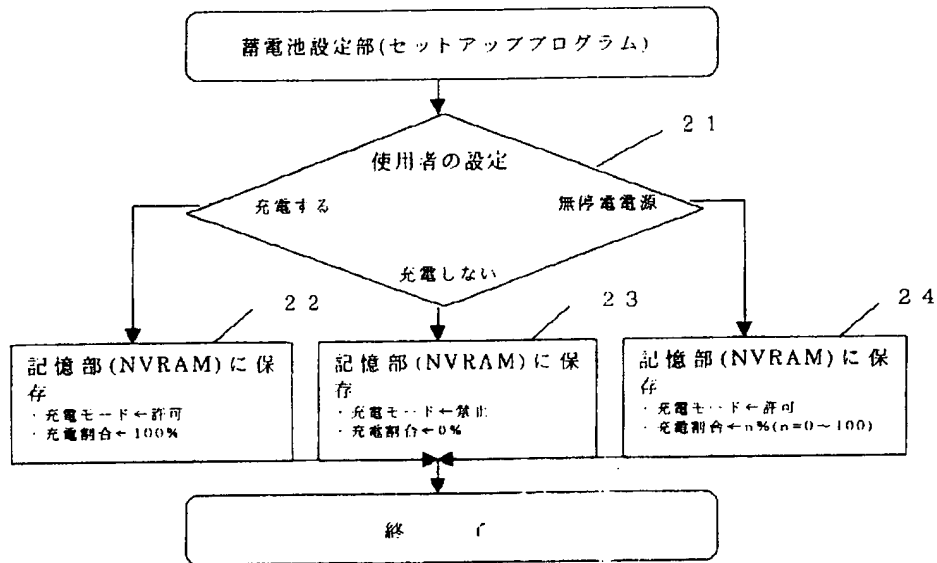 蓄電池設定部(セットアッププログラム)
21
使用者の設定
充電する
無停電電源
充電しない
22
23
24
記憶部(NVRAM)に保
存
・充電モード←許可
・充電割合←100%
記憶部(NVRAM)に保
存
・充電モード←禁止
・充電割合←0%
記憶部(NVRAM)に保
存
・充電モード←許可
・充電割合←n%(n=0~100)
終 了